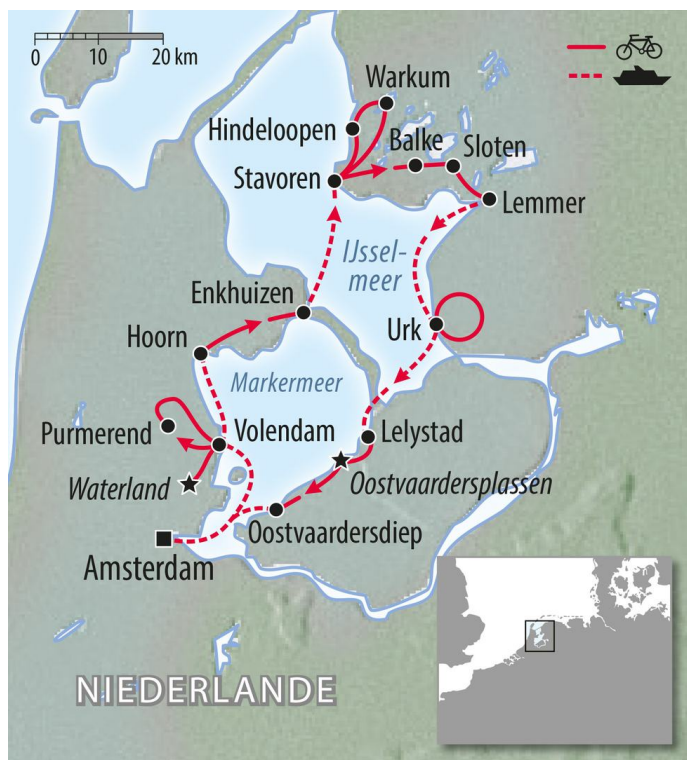 0 10 20 km
Warkum
Hindeloopen
Balke
Sloten
Stavoren
Lemmer
IJssel-
meer
Enkhuizen
Urk
Hoorn
Markermeer
Purmerend
Volendam
Lelystad
Waterland
Oostvaardersplassen
Oostvaardersdiep
Amsterdam
NIEDERLANDE